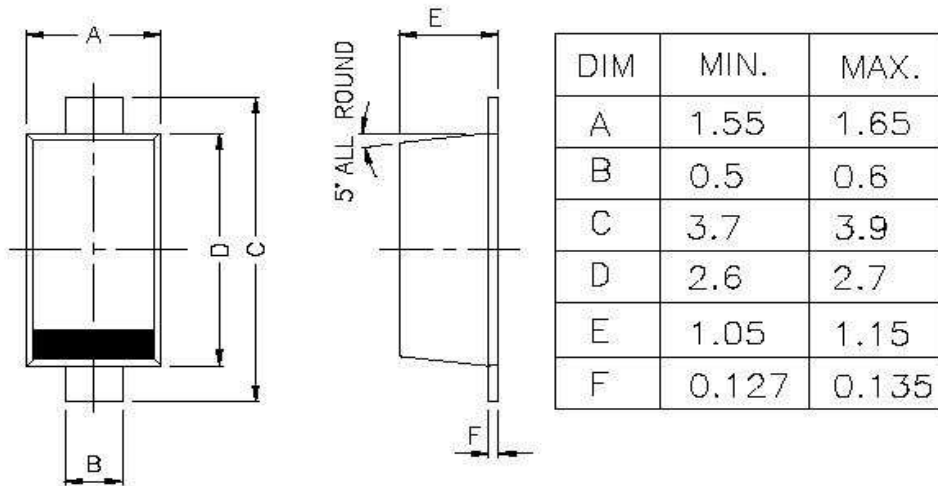 A
E
5° ALL ROUND
D
C
B
F
DIM MIN. MAX.
A 1.55 1.65
B 0.5 0.6
C 3.7 3.9
D 2.6 2.7
E 1.05 1.15
F 0.127 0.135